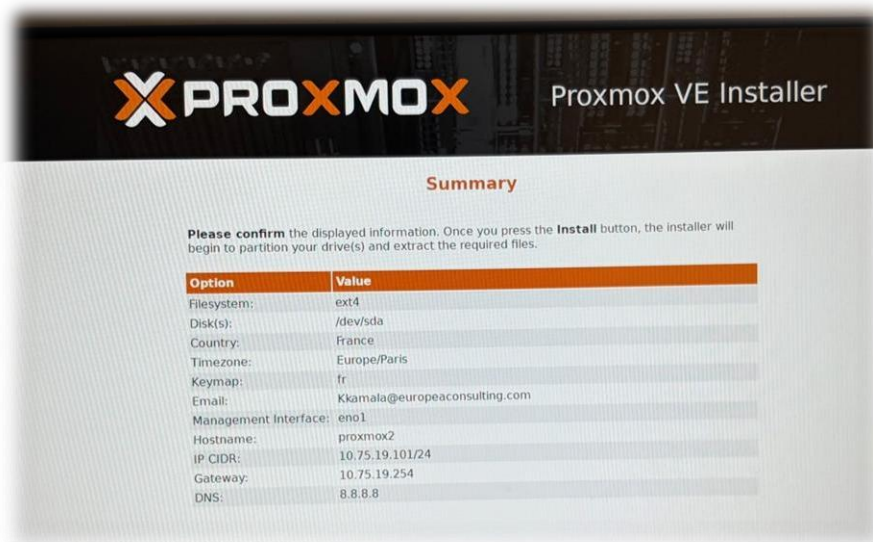 PROXMOX Proxmox VE Installer
Summary
Please confirm the displayed information. Once you press the Install button, the installer will
begin to partition your drive(s) and extract the required files.
Option Value
Filesystem: ext4
Disk(s): /dev/sda
Country: France
Timezone: Europe/Paris
Keymap: fr
Email: Kkamala@europeaconsulting.com
Management Interface: eno1
Hostname: proxmox2
IP CIDR: 10.75.19.101/24
Gateway: 10.75.19.254
DNS: 8.8.8.8